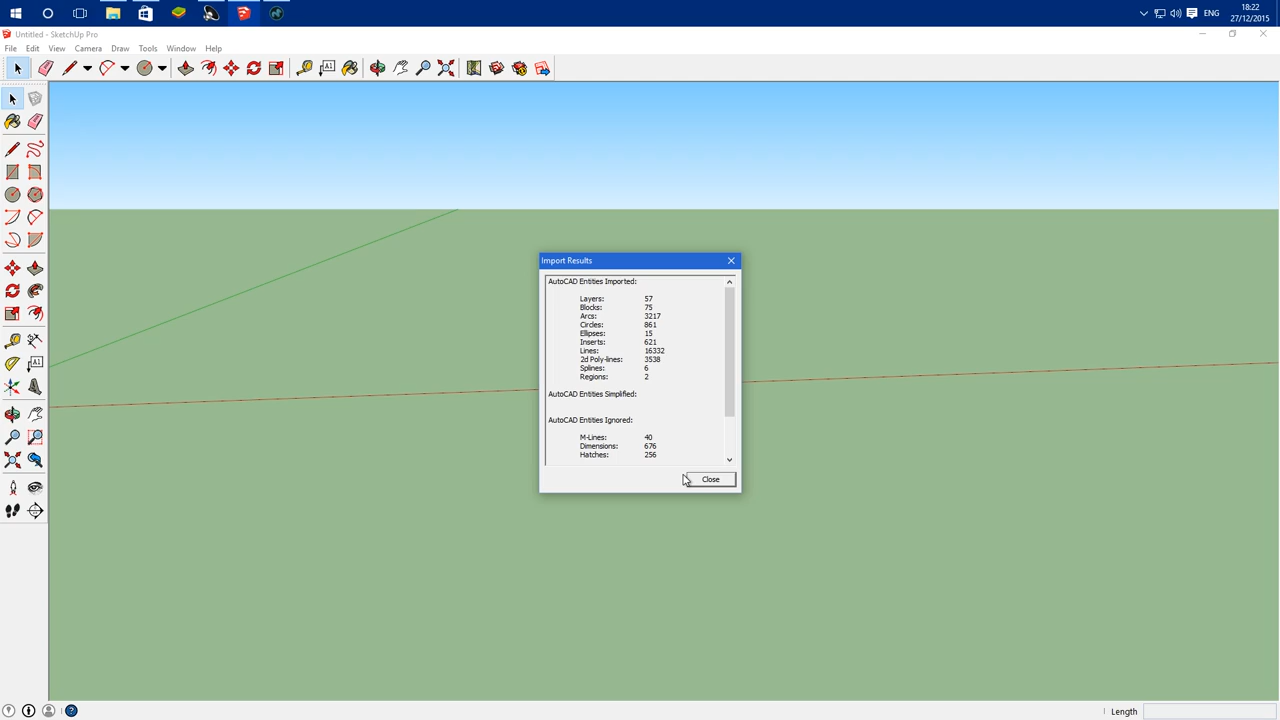 18:22
ENG
27/12/2015
Untitled - SketchUp Pro
File Edit View Camera Draw Tools Window Help
A1
Import Results
AutoCAD Entities Imported:
Layers: 57
Blocks: 75
Arcs: 3217
Circles: 861
Ellipses: 15
Inserts: 621
Lines: 16332
2d Poly-lines: 3538
Splines: 6
Regions: 2
AutoCAD Entities Simplified:
AutoCAD Entities Ignored:
M-Lines: 40
Dimensions: 676
Hatches: 256
Close
A1
Length